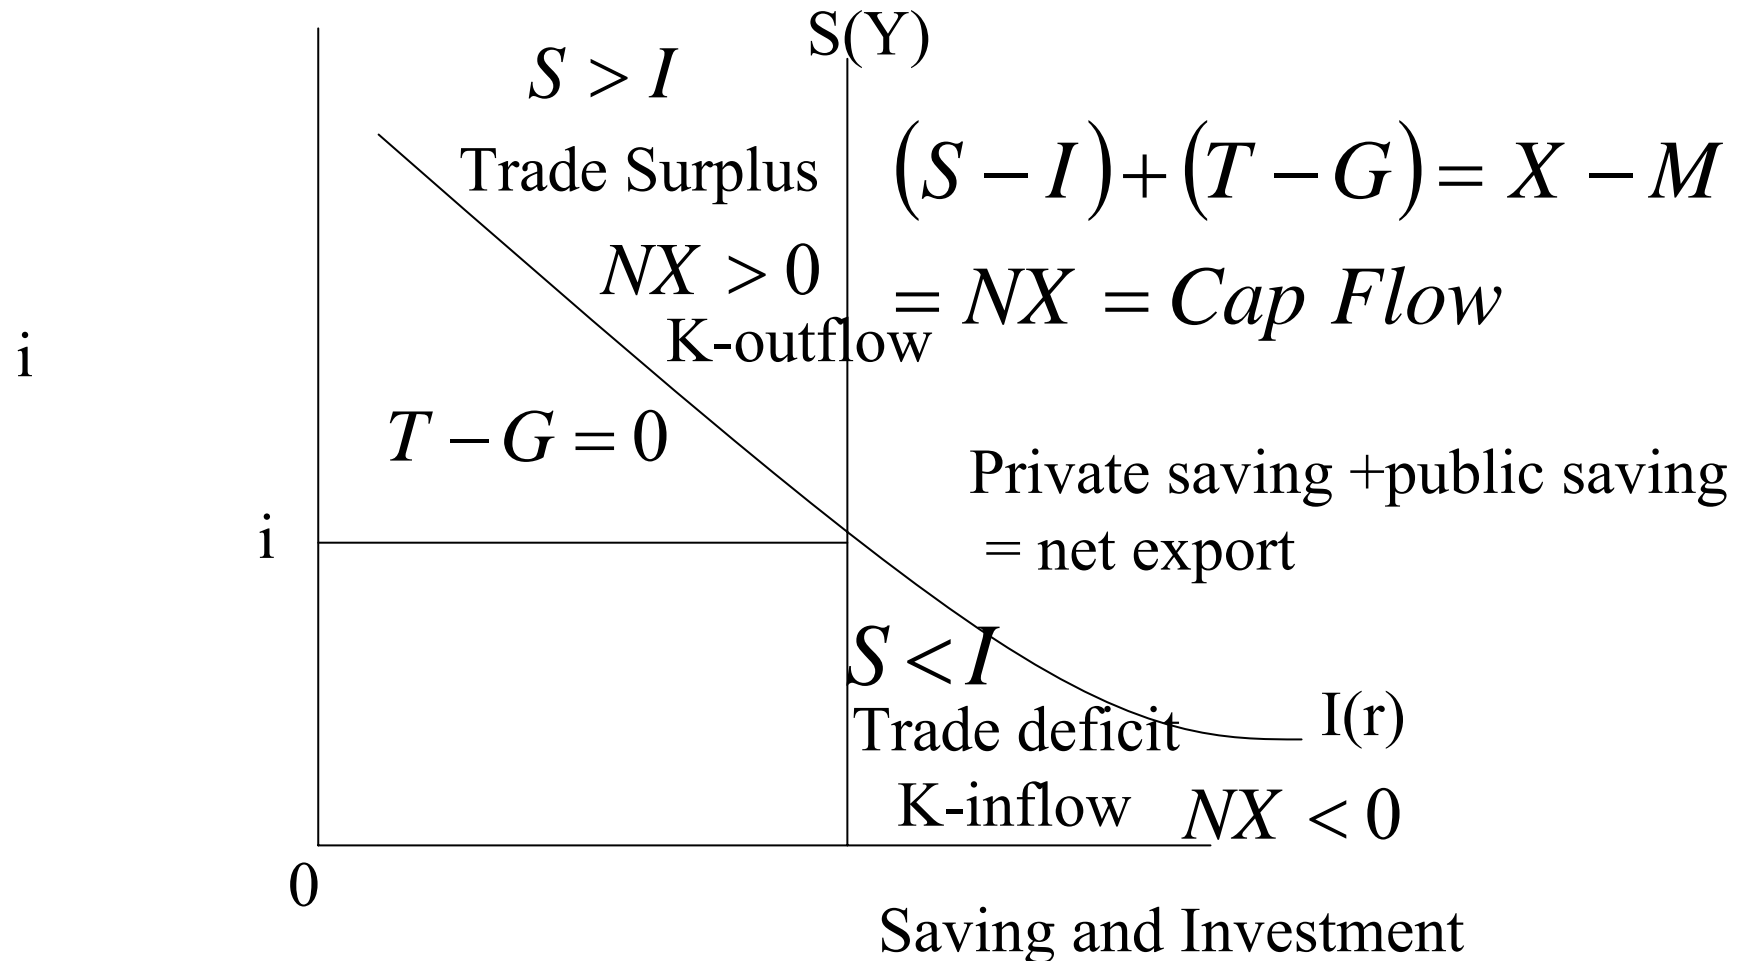 S(Y)
S > I
Trade Surplus
(S − I) + (T − G) = X − M
NX > 0
= NX = Cap Flow
K-outflow
i
T − G = 0
Private saving +public saving
= net export
i
S < I
Trade deficit
I(r)
K-inflow
NX < 0
0
Saving and Investment